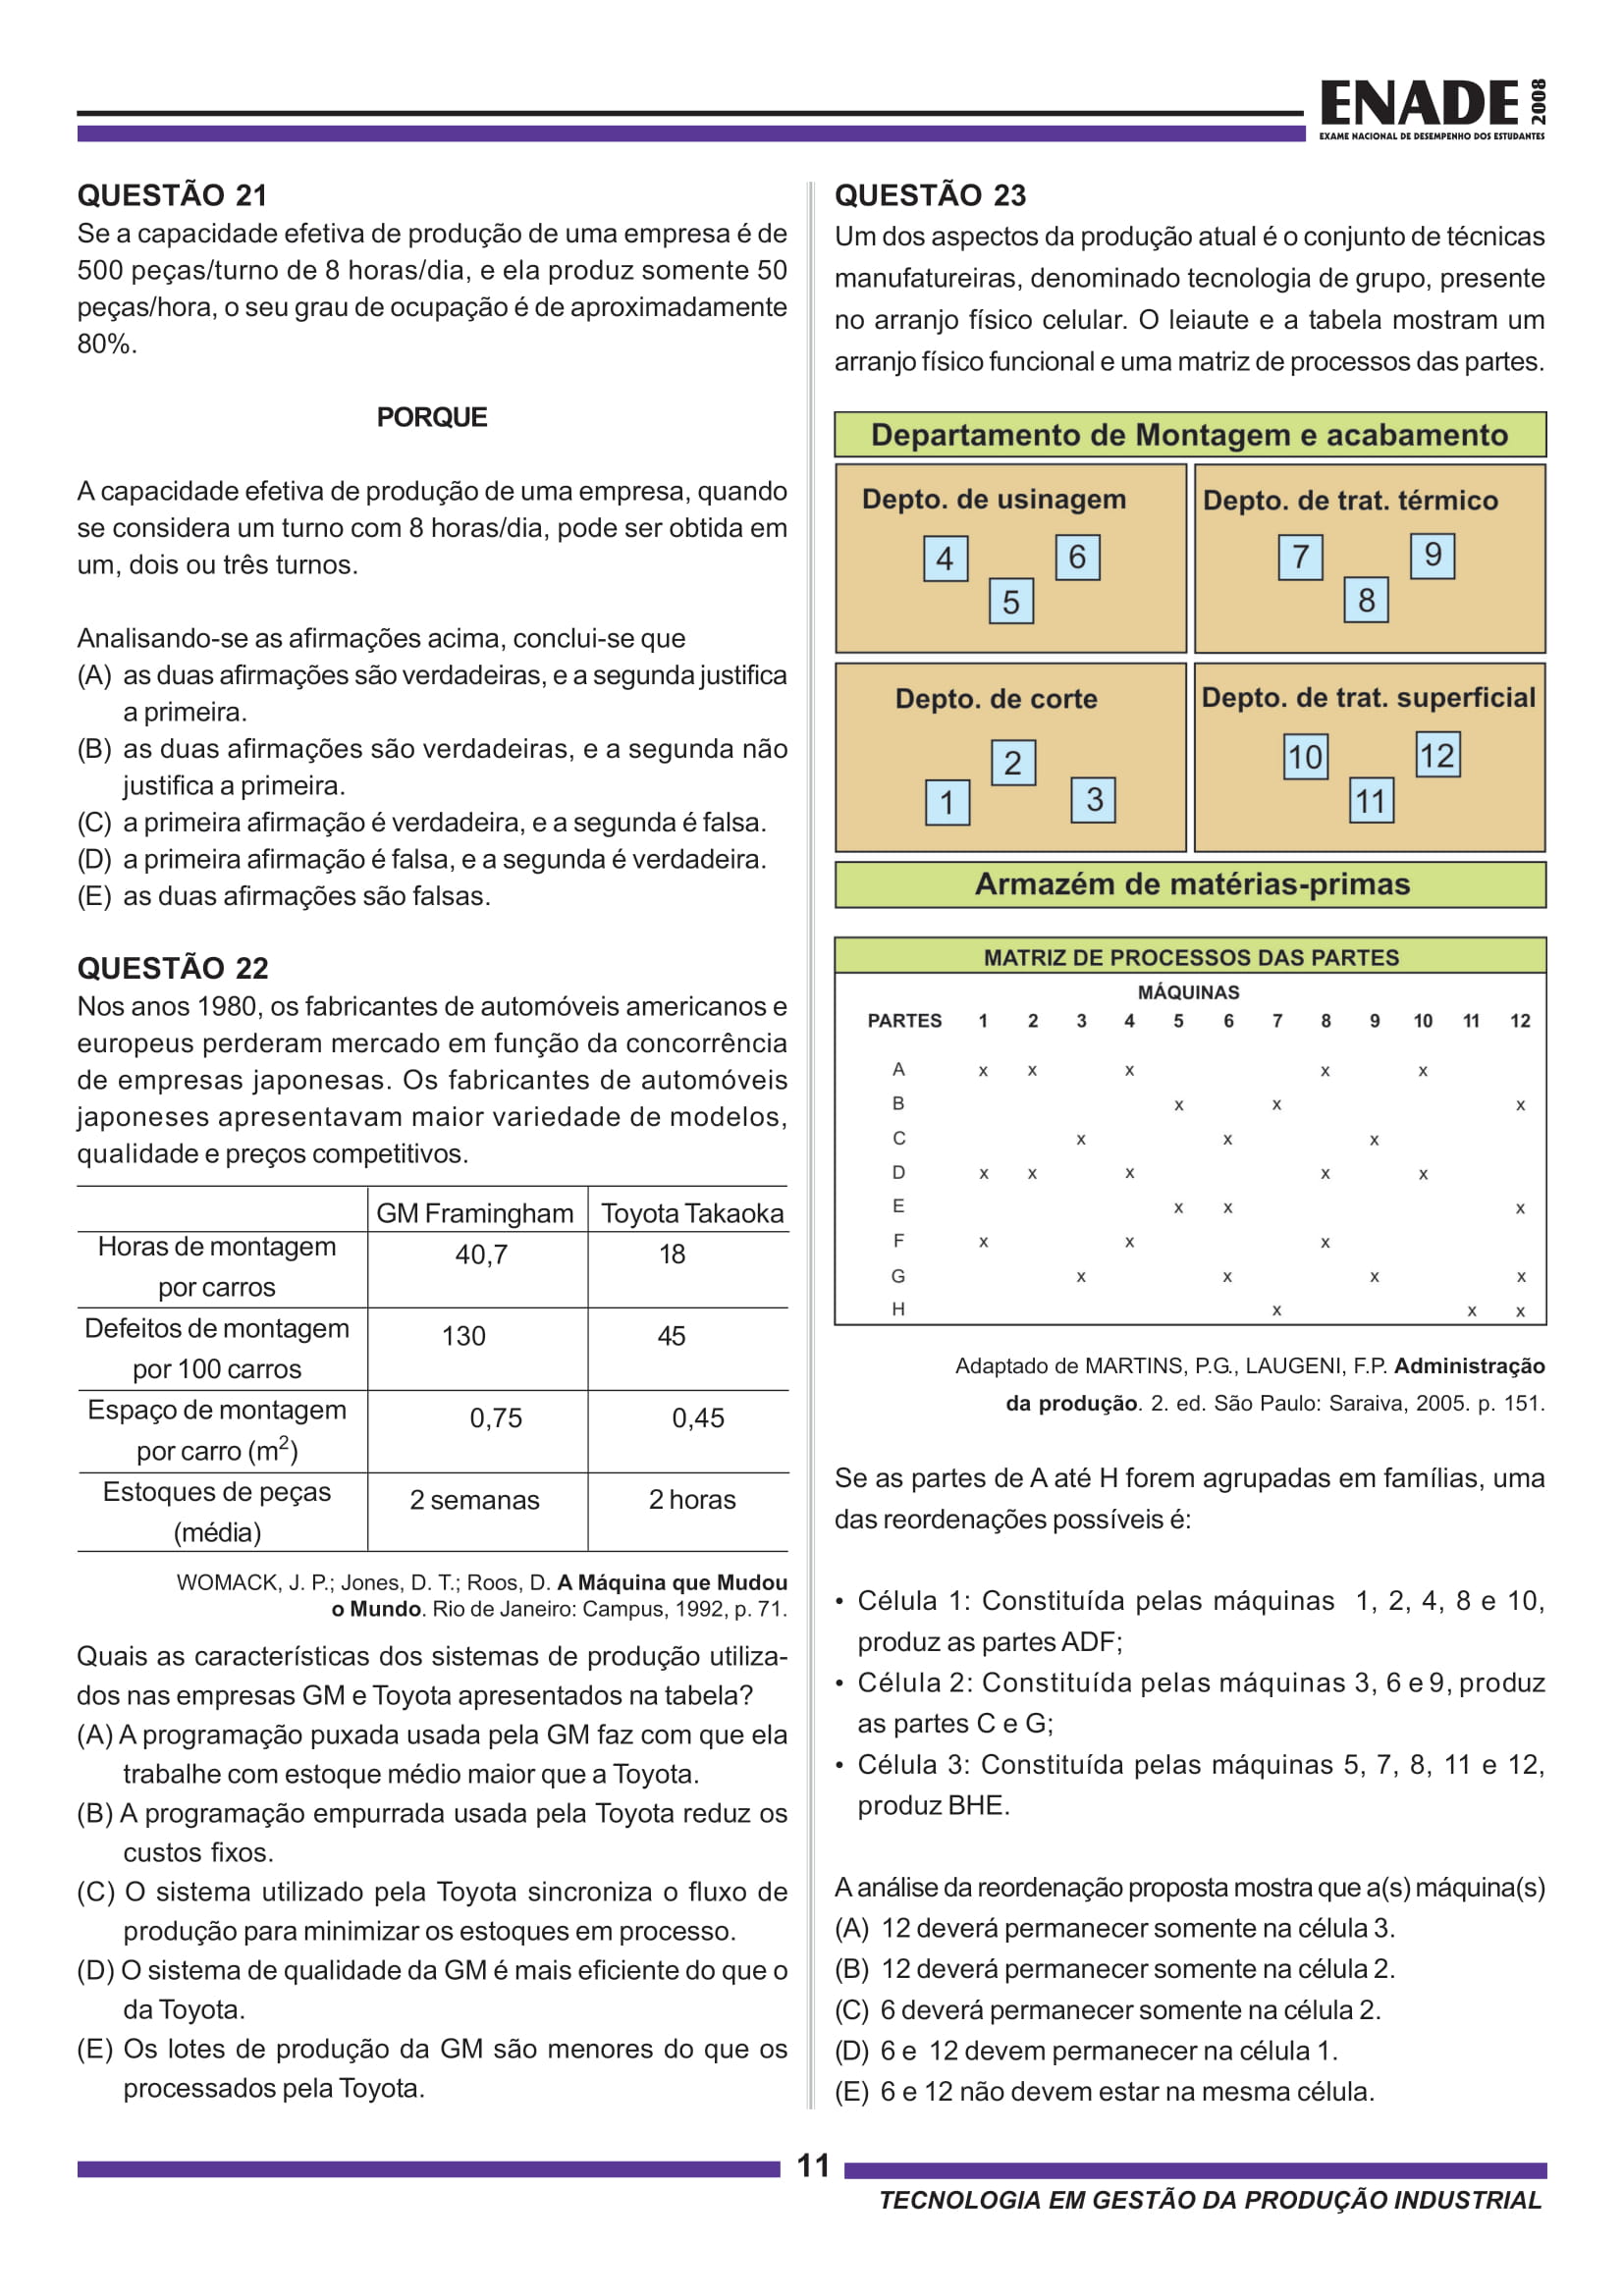 ENADE 2008
EXAME NACIONAL DE DESEMPENHO DOS ESTUDANTES
QUESTÃO 21
Se a capacidade efetiva de produção de uma empresa é de
500 peças/turno de 8 horas/dia, e ela produz somente 50
peças/hora, o seu grau de ocupação é de aproximadamente
80%.
PORQUE
A capacidade efetiva de produção de uma empresa, quando
se considera um turno com 8 horas/dia, pode ser obtida em
um, dois ou três turnos.
Analisando-se as afirmações acima, conclui-se que
(A) as duas afirmações são verdadeiras, e a segunda justifica
a primeira.
(B) as duas afirmações são verdadeiras, e a segunda não
justifica a primeira.
(C) a primeira afirmação é verdadeira, e a segunda é falsa.
(D) a primeira afirmação é falsa, e a segunda é verdadeira.
(E) as duas afirmações são falsas.
QUESTÃO 22
Nos anos 1980, os fabricantes de automóveis americanos e
europeus perderam mercado em função da concorrência
de empresas japonesas. Os fabricantes de automóveis
japoneses apresentavam maior variedade de modelos,
qualidade e preços competitivos.
GM Framingham Toyota Takaoka
Horas de montagem
por carros 40,7 18
Defeitos de montagem
por 100 carros 130 45
Espaço de montagem
por carro (m²) 0,75 0,45
Estoques de peças
(média) 2 semanas 2 horas
WOMACK, J. P.; Jones, D. T.; Roos, D. A Máquina que Mudou
o Mundo. Rio de Janeiro: Campus, 1992, p. 71.
Quais as características dos sistemas de produção utiliza-
dos nas empresas GM e Toyota apresentados na tabela?
(A) A programação puxada usada pela GM faz com que ela
trabalhe com estoque médio maior que a Toyota.
(B) A programação empurrada usada pela Toyota reduz os
custos fixos.
(C) O sistema utilizado pela Toyota sincroniza o fluxo de
produção para minimizar os estoques em processo.
(D) O sistema de qualidade da GM é mais eficiente do que o
da Toyota.
(E) Os lotes de produção da GM são menores do que os
processados pela Toyota.
QUESTÃO 23
Um dos aspectos da produção atual é o conjunto de técnicas
manufatureiras, denominado tecnologia de grupo, presente
no arranjo físico celular. O leiaute e a tabela mostram um
arranjo físico funcional e uma matriz de processos das partes.
Departamento de Montagem e acabamento
Depto. de usinagem
4 6
5
Depto. de trat. térmico
7 9
8
Depto. de corte
2
1 3
Depto. de trat. superficial
10 12
11
Armazém de matérias-primas
MATRIZ DE PROCESSOS DAS PARTES
MÁQUINAS
PARTES 1 2 3 4 5 6 7 8 9 10 11 12
A x x x x x
B x x x
C x x x
D x x x x x
E x x x
F x x x
G x x x x
H x x x
Adaptado de MARTINS, P.G., LAUGENI, F.P. Administração
da produção. 2. ed. São Paulo: Saraiva, 2005. p. 151.
Se as partes de A até H forem agrupadas em famílias, uma
das reordenações possíveis é:
• Célula 1: Constituída pelas máquinas 1, 2, 4, 8 e 10,
produz as partes ADF;
• Célula 2: Constituída pelas máquinas 3, 6 e 9, produz
as partes C e G;
• Célula 3: Constituída pelas máquinas 5, 7, 8, 11 e 12,
produz BHE.
A análise da reordenação proposta mostra que a(s) máquina(s)
(A) 12 deverá permanecer somente na célula 3.
(B) 12 deverá permanecer somente na célula 2.
(C) 6 deverá permanecer somente na célula 2.
(D) 6 e 12 devem permanecer na célula 1.
(E) 6 e 12 não devem estar na mesma célula.
11
TECNOLOGIA EM GESTÃO DA PRODUÇÃO INDUSTRIAL